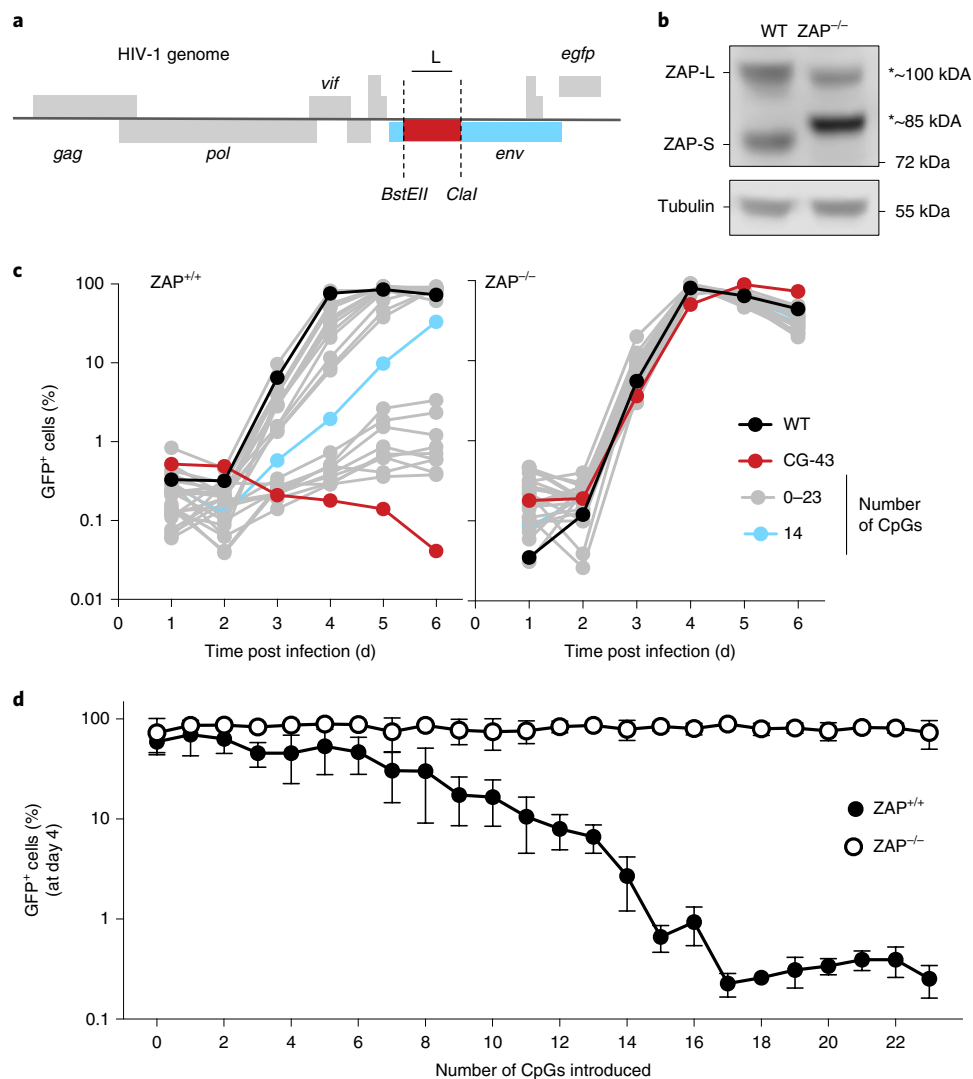 a
HIV-1 genome
L
egfp
vif
gag
pol
env
BstEII
ClaI
b
WT ZAP–/–
ZAP-L
*~100 kDA
*~85 kDA
ZAP-S
72 kDa
Tubulin
55 kDa
c
ZAP+/+
ZAP–/–
GFP+ cells (%)
100
10
1
0.1
0.01
0 1 2 3 4 5 6
0 1 2 3 4 5 6
Time post infection (d)
Time post infection (d)
WT
CG-43
0–23
14
Number
of CpGs
d
GFP+ cells (%)
(at day 4)
100
10
1
0.1
ZAP+/+
ZAP–/–
0 2 4 6 8 10 12 14 16 18 20 22
Number of CpGs introduced